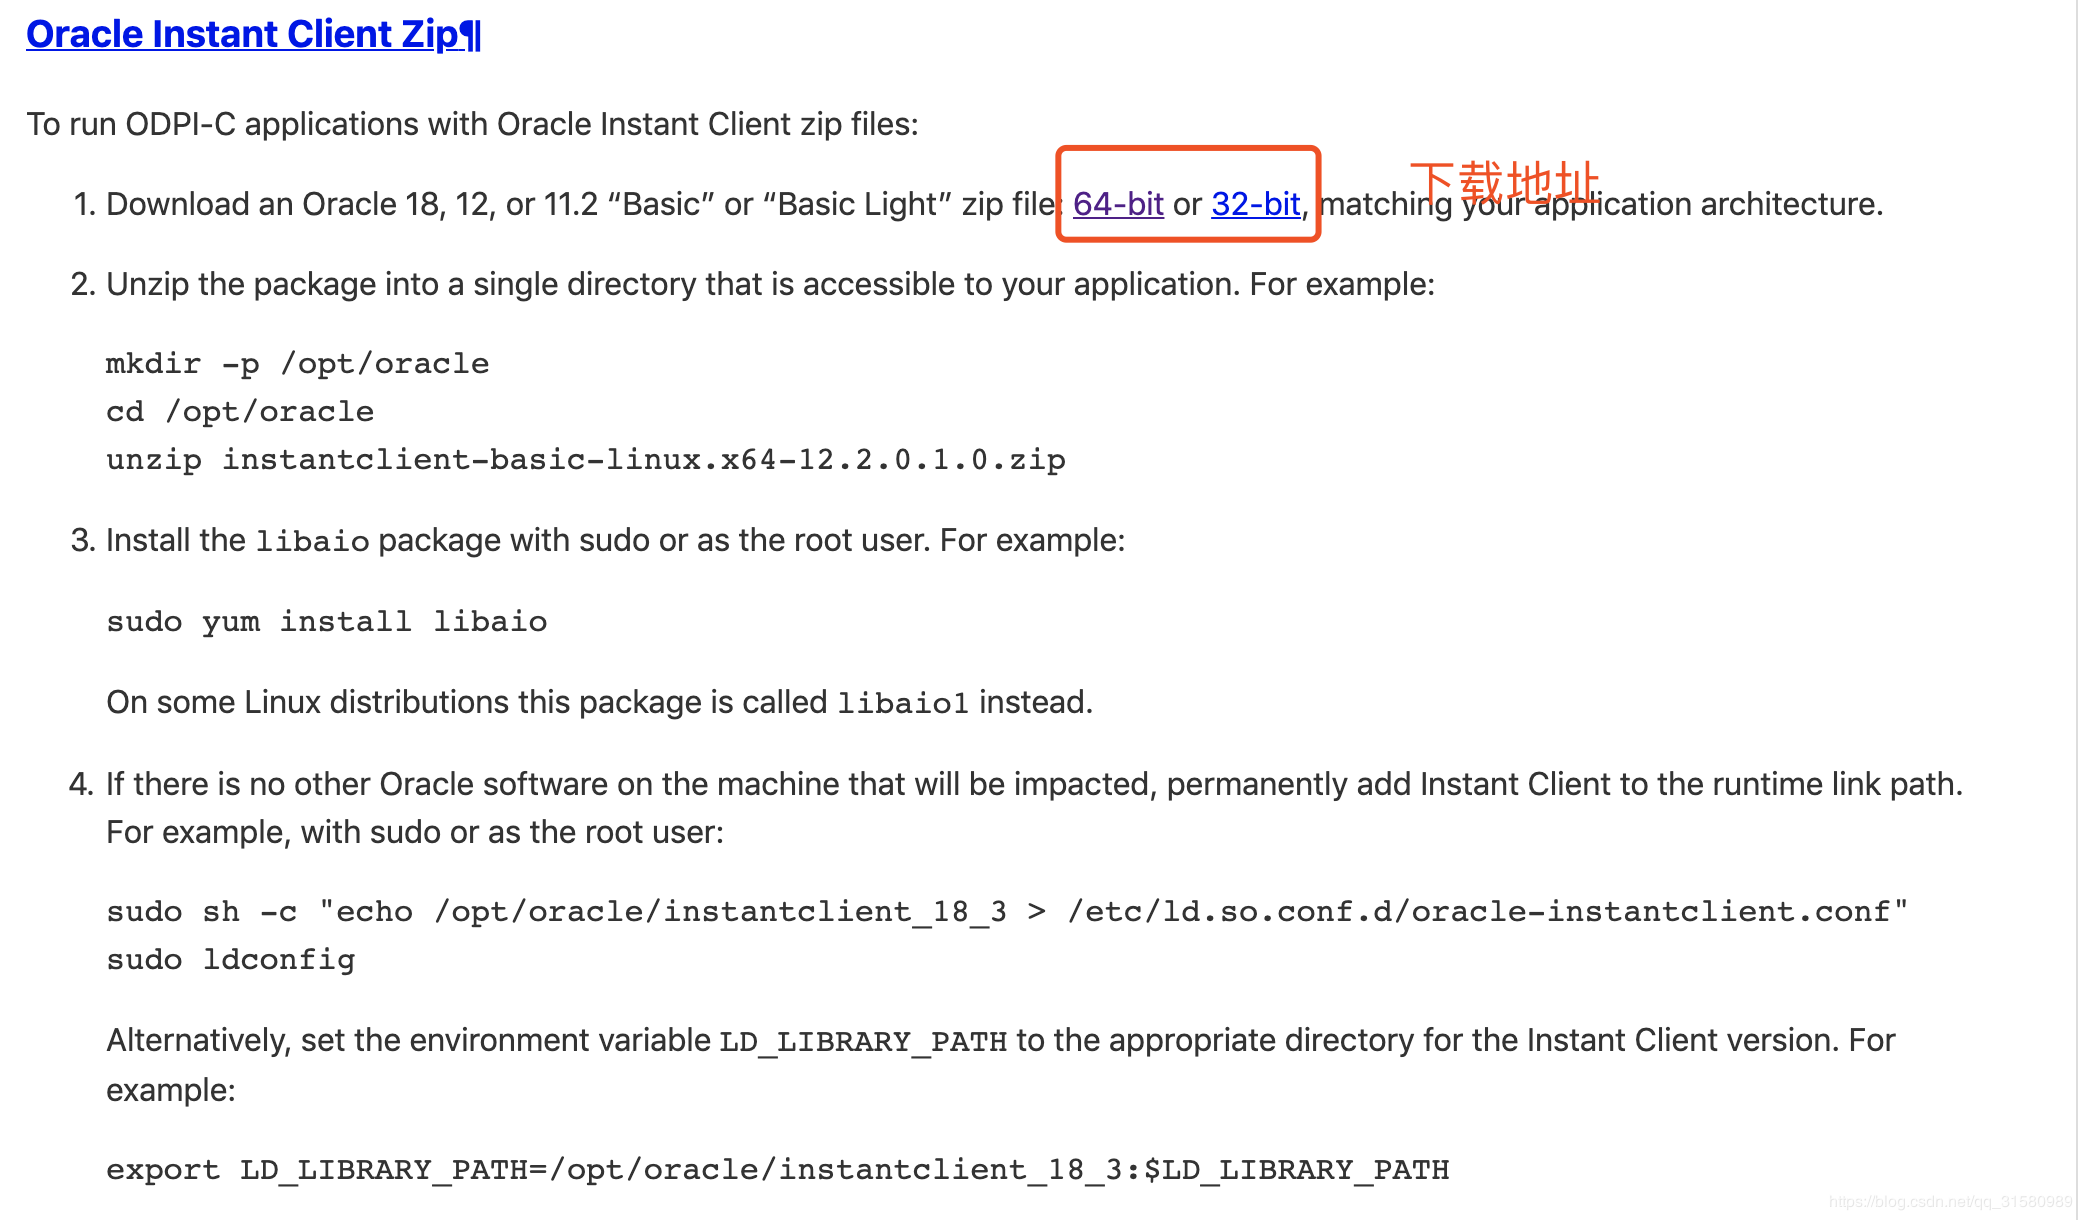 Oracle Instant Client Zip¶
To run ODPI-C applications with Oracle Instant Client zip files:
下载地址
1. Download an Oracle 18, 12, or 11.2 “Basic” or “Basic Light” zip file: 64-bit or 32-bit, matching your application architecture.
2. Unzip the package into a single directory that is accessible to your application. For example:
mkdir -p /opt/oracle
cd /opt/oracle
unzip instantclient-basic-linux.x64-12.2.0.1.0.zip
3. Install the libaio package with sudo or as the root user. For example:
sudo yum install libaio
On some Linux distributions this package is called libaio1 instead.
4. If there is no other Oracle software on the machine that will be impacted, permanently add Instant Client to the runtime link path.
For example, with sudo or as the root user:
sudo sh -c "echo /opt/oracle/instantclient_18_3 > /etc/ld.so.conf.d/oracle-instantclient.conf"
sudo ldconfig
Alternatively, set the environment variable LD_LIBRARY_PATH to the appropriate directory for the Instant Client version. For
example:
export LD_LIBRARY_PATH=/opt/oracle/instantclient_18_3:$LD_LIBRARY_PATH
https://blog.csdn.net/qq_31580989